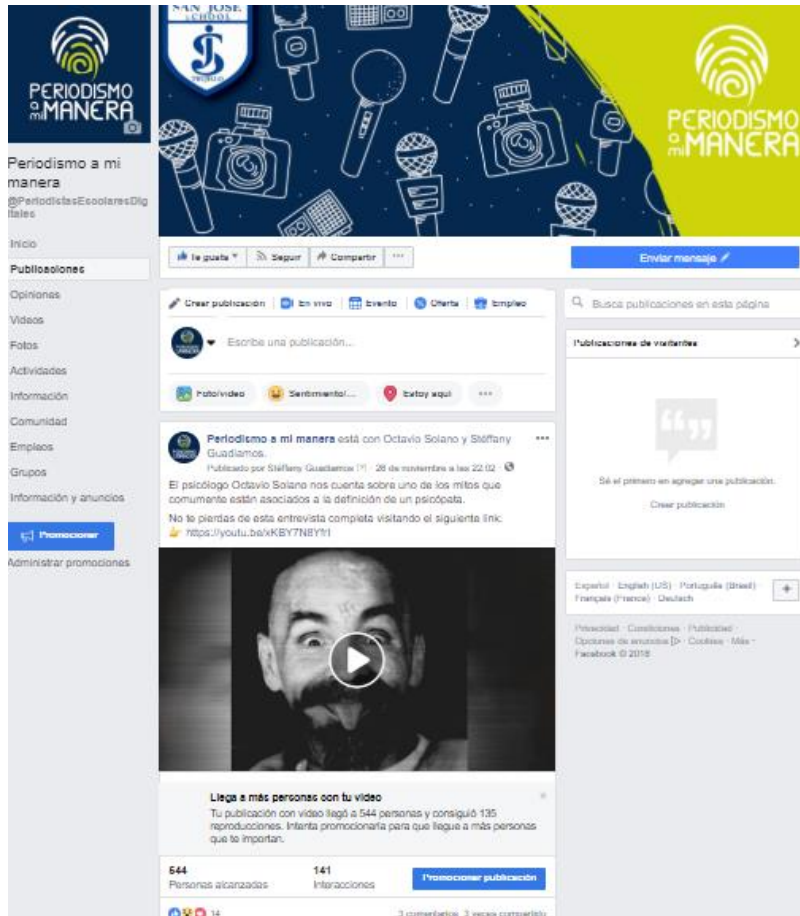 SAN JOSE
SCHOOL
PERIODISMO
a
mi MANERA
PERIODISMO
a
mi MANERA
Periodismo a mi
manera
@PeriodistasEscolaresDig
itales
Inicio
Publicaciones
Opiniones
Videos
Fotos
Actividades
Información
Comunidad
Empleos
Grupos
Información y anuncios
Promocionar
Administrar promociones
Te gusta
Seguir
Compartir
Enviar mensaje
Crear publicación
En vivo
Evento
Oferta
Empleo
Escribe una publicación...
Foto/video
Sentimiento/...
Estoy aquí
Periodismo a mi manera está con Octavio Solano y Stéffany
Guadiamos.
Publicado por Stéffany Guadiamos [?] · 26 de noviembre a las 22:02 ·
El psicólogo Octavio Solano nos cuenta sobre uno de los mitos que
comunmente están asociados a la definición de un psicópata.
No te pierdas de esta entrevista completa visitando el siguiente link:
Llega a más personas con tu video
Tu publicación con video llegó a 544 personas y consiguió 135
reproducciones. Intenta promocionarla para que llegue a más personas
que te importan.
544
Personas alcanzadas
141
Interacciones
Promocionar publicación
14
3 comentarios 3 veces compartido
Busca publicaciones en esta página
Publicaciones de visitantes
Sé el primero en agregar una publicación.
Crear publicación
Español · English (US) · Português (Brasil) ·
Français (France) · Deutsch
Privacidad · Condiciones · Publicidad ·
Opciones de anuncios · Cookies · Más ·
Facebook © 2018